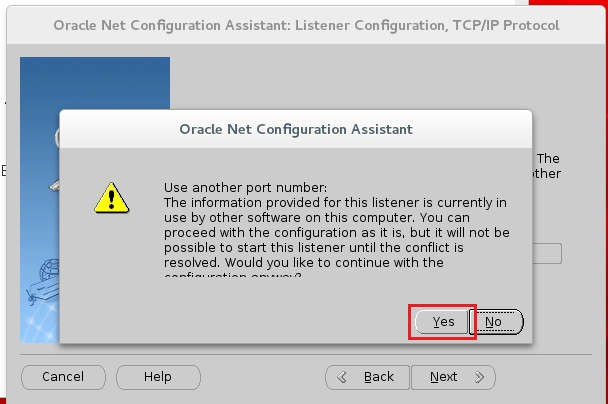 Oracle Net Configuration Assistant: Listener Configuration, TCP/IP Protocol
Oracle Net Configuration Assistant
The
other
Use another port number:
The information provided for this listener is currently in
use by other software on this computer. You can
proceed with the configuration as it is, but it will not be
possible to start this listener until the conflict is
resolved. Would you like to continue with the
configuration anyway?
Yes No
Cancel Help Back Next